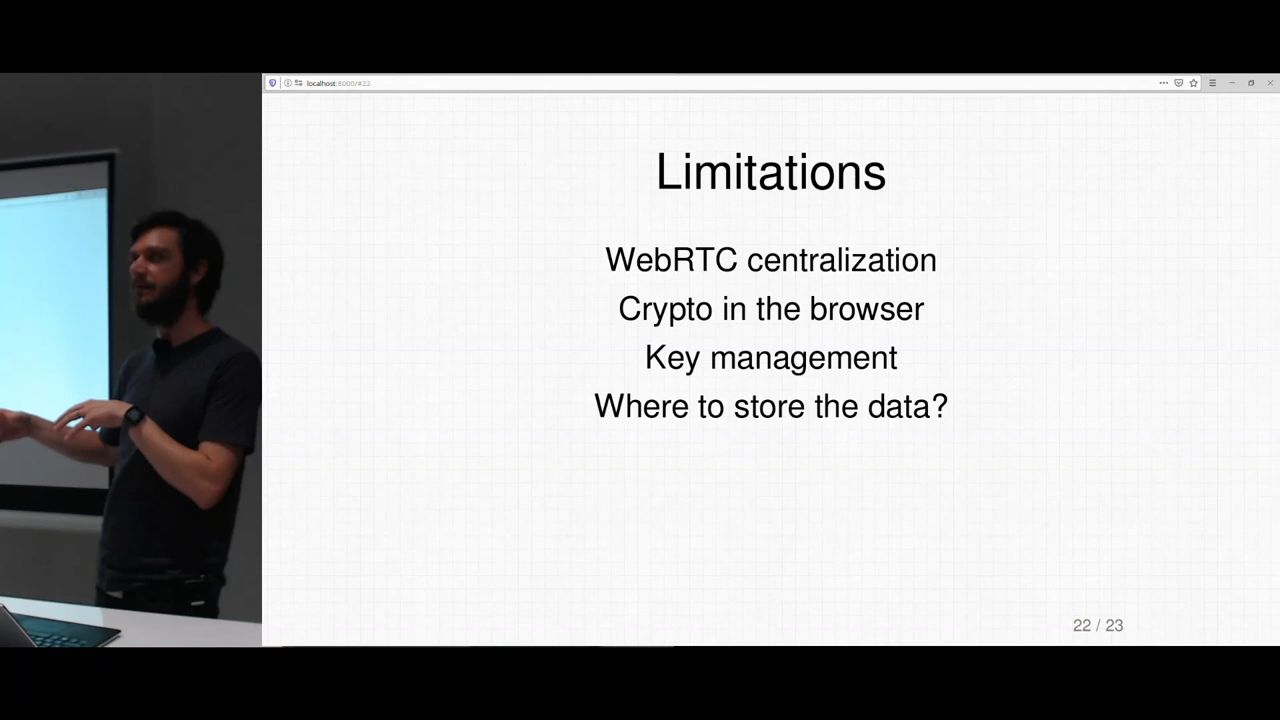 localhost:8000/#22
Limitations
WebRTC centralization
Crypto in the browser
Key management
Where to store the data?
22 / 23